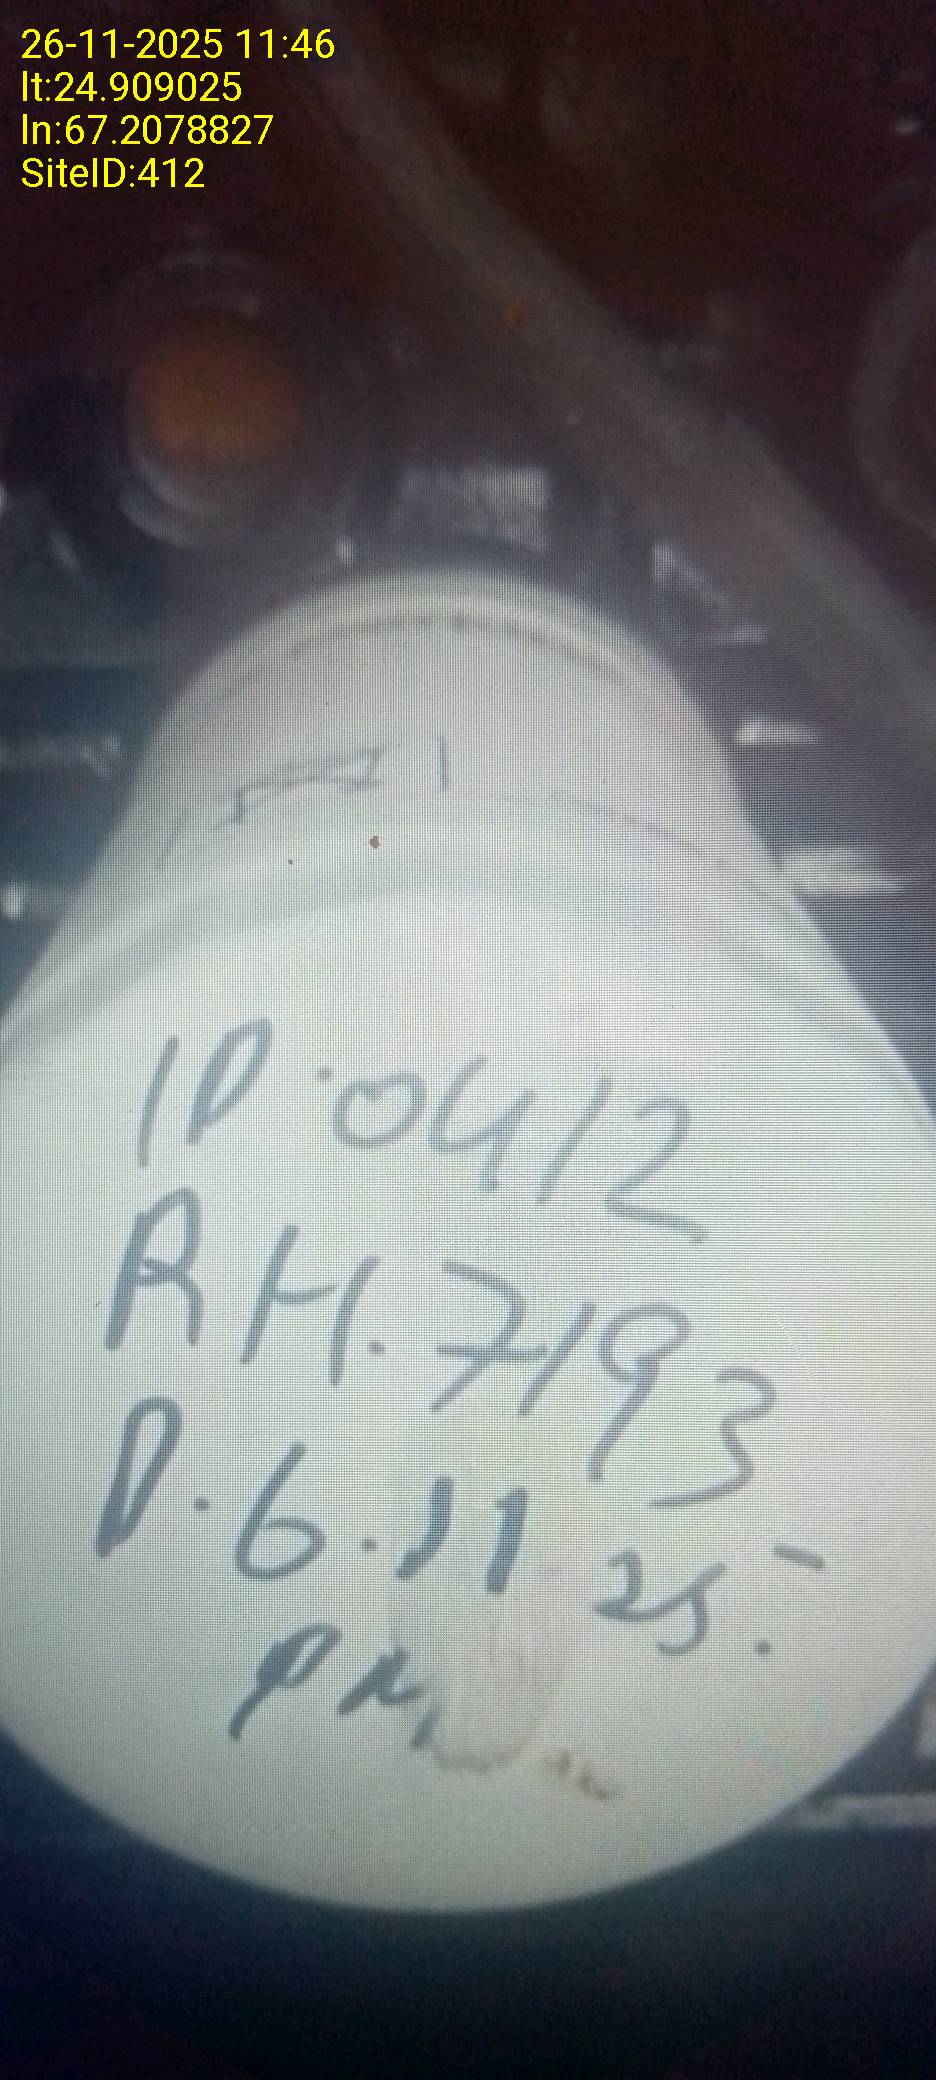 26-11-2025 11:46
lt:24.909025
ln:67.2078827
SiteID:412
ID.0412
RH.7193
D.6.11 25.
PM